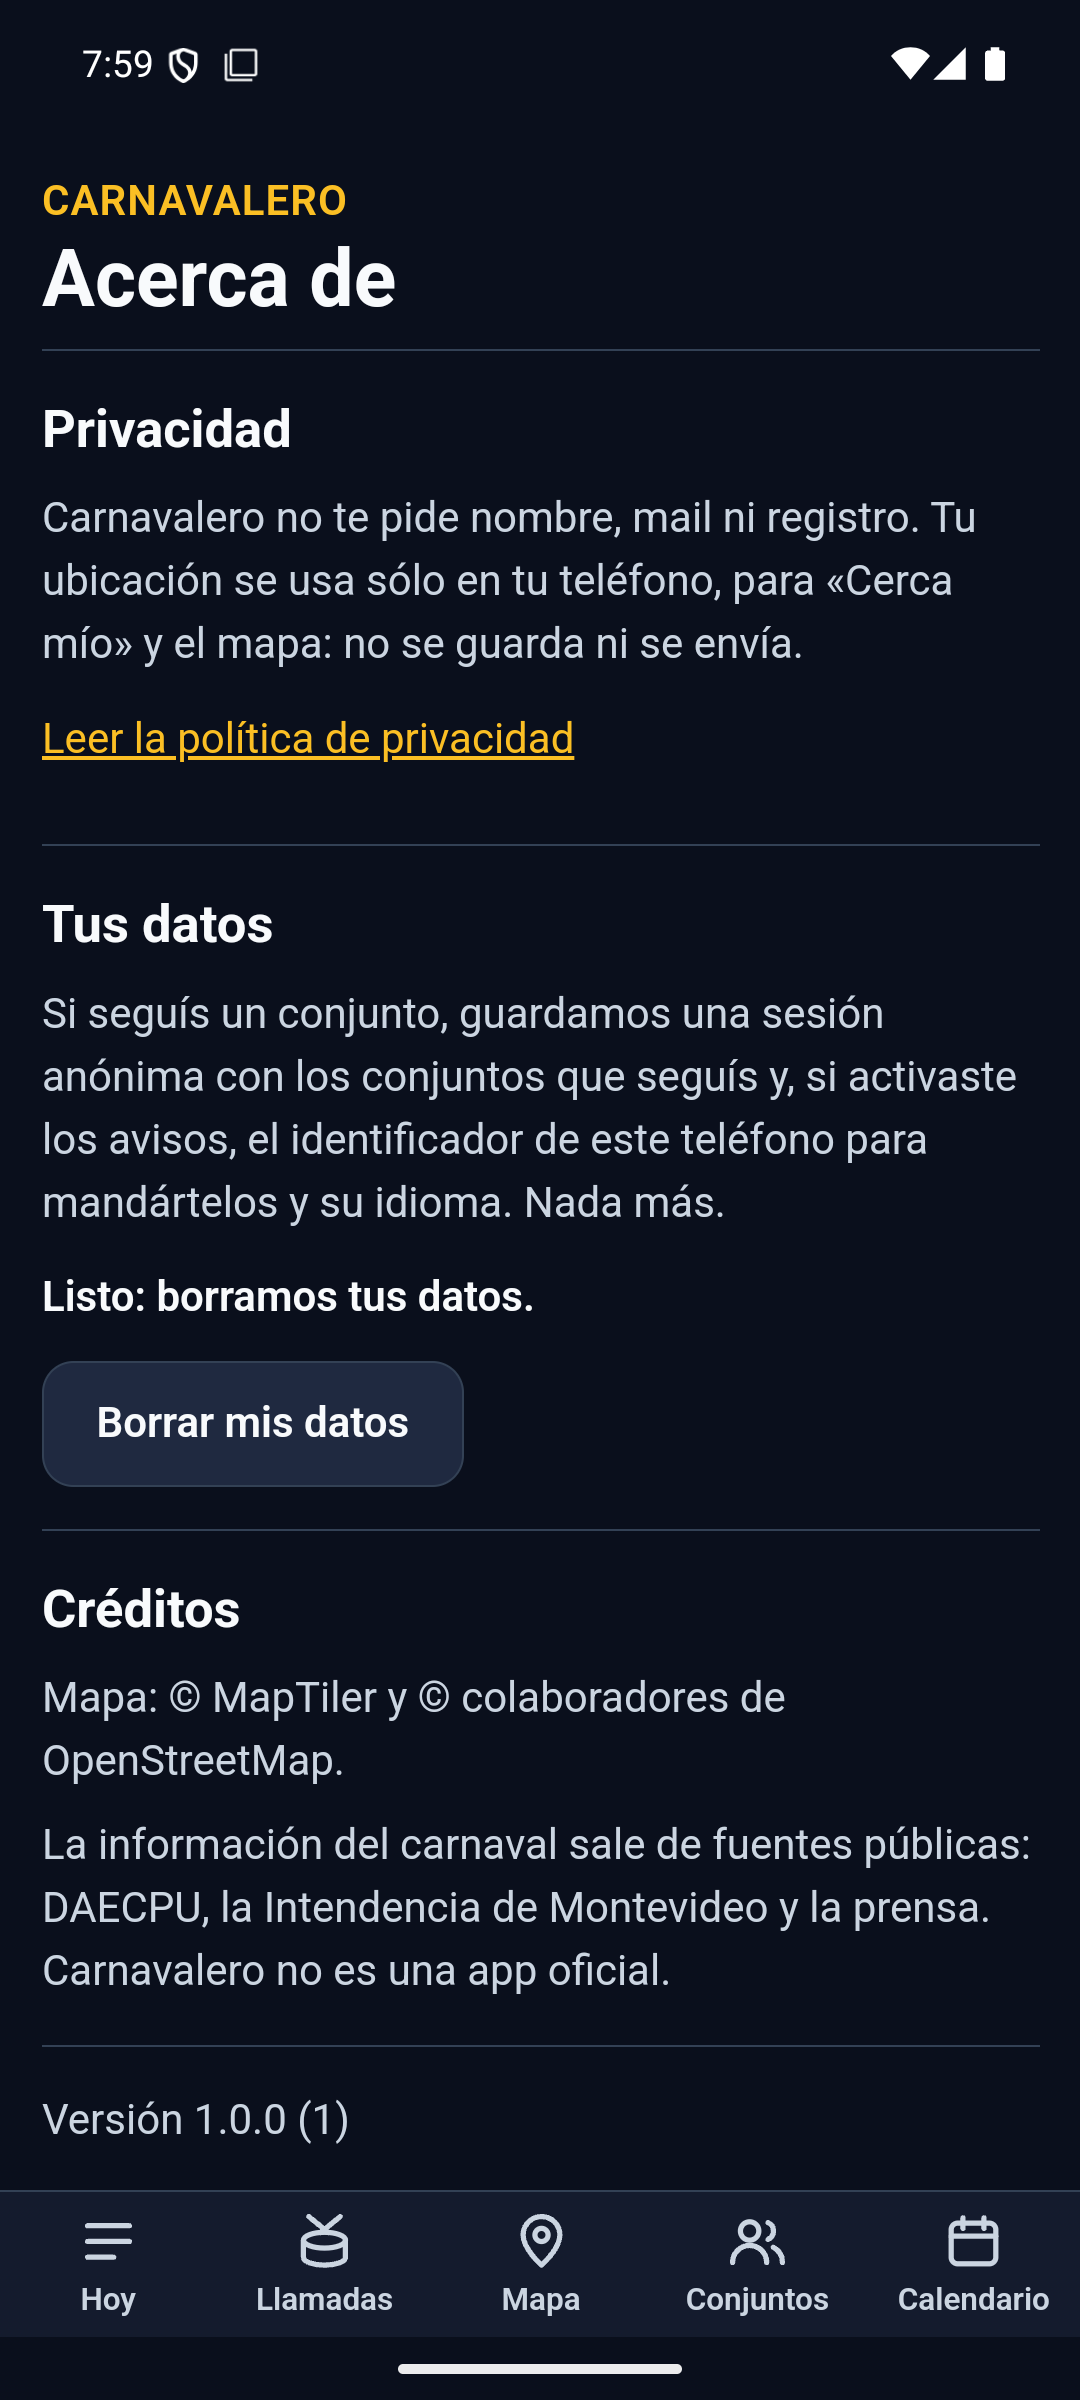 7:59
CARNAVALERO
Acerca de
Privacidad
Carnavalero no te pide nombre, mail ni registro. Tu
ubicación se usa sólo en tu teléfono, para «Cerca
mío» y el mapa: no se guarda ni se envía.
Leer la política de privacidad
Tus datos
Si seguís un conjunto, guardamos una sesión
anónima con los conjuntos que seguís y, si activaste
los avisos, el identificador de este teléfono para
mandártelos y su idioma. Nada más.
Listo: borramos tus datos.
Borrar mis datos
Créditos
Mapa: © MapTiler y © colaboradores de
OpenStreetMap.
La información del carnaval sale de fuentes públicas:
DAECPU, la Intendencia de Montevideo y la prensa.
Carnavalero no es una app oficial.
Versión 1.0.0 (1)
Hoy
Llamadas
Mapa
Conjuntos
Calendario